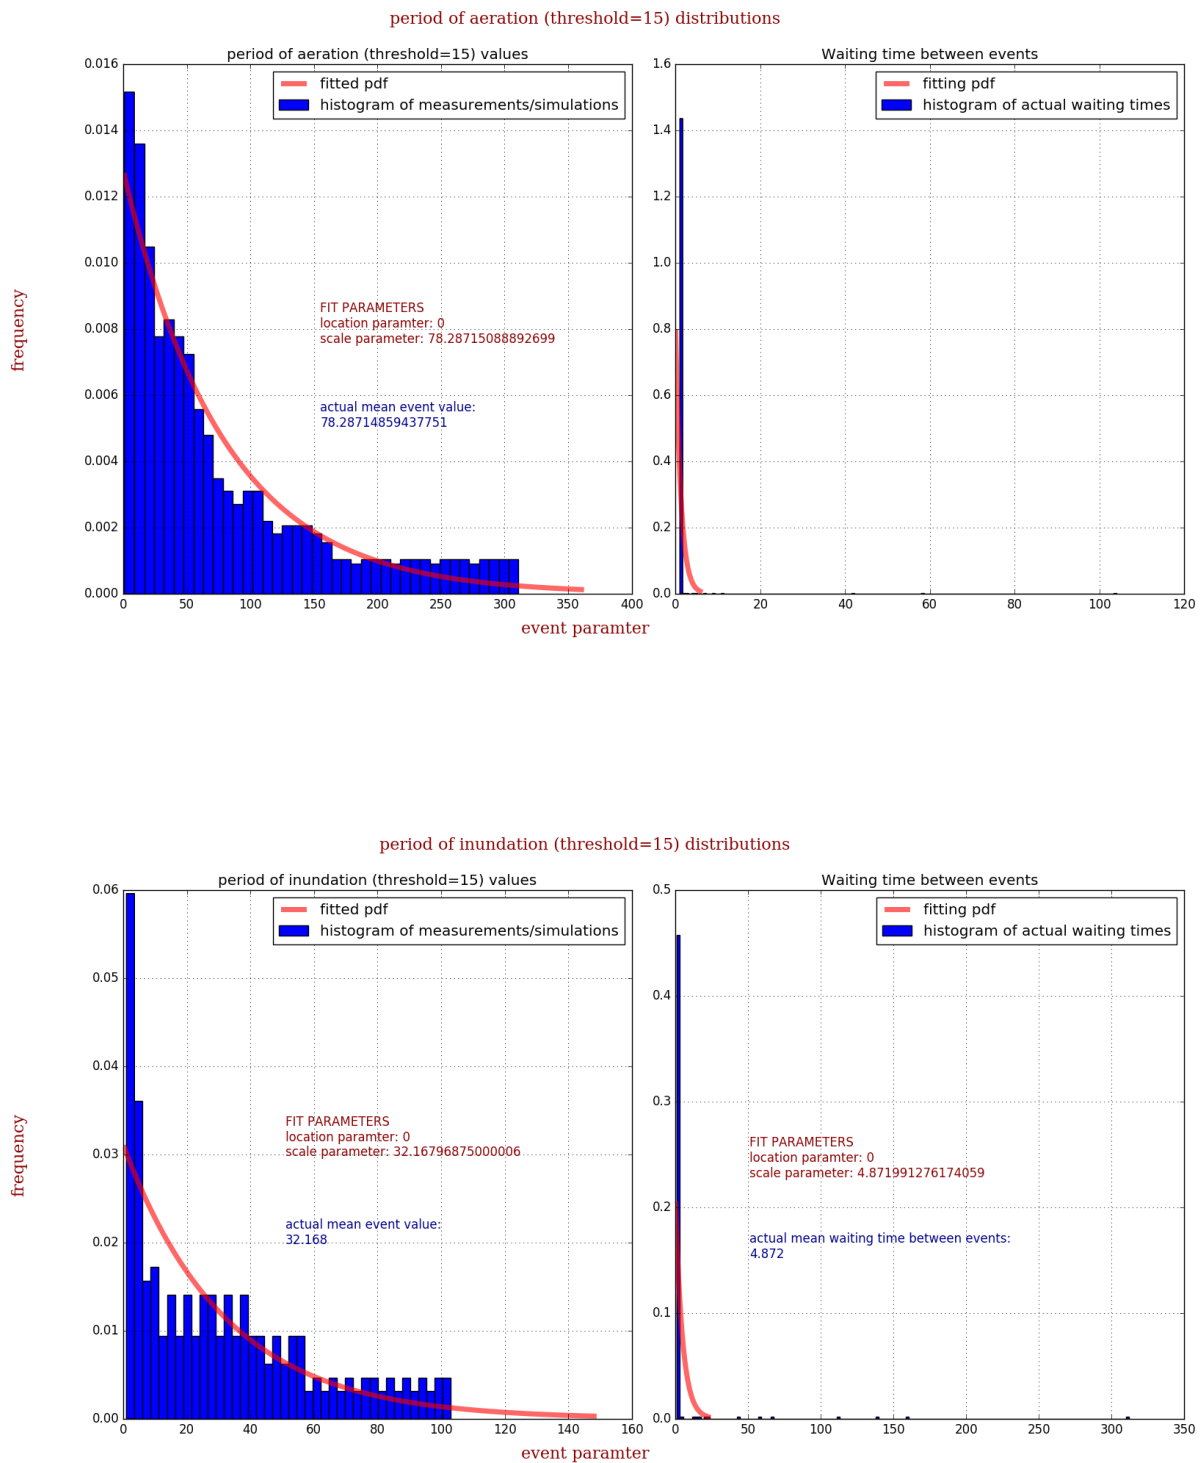 period of aeration (threshold=15) distributions
period of aeration (threshold=15) values
Waiting time between events
fitted pdf
histogram of measurements/simulations
fitting pdf
histogram of actual waiting times
0.016
0.014
0.012
0.010
0.008
0.006
0.004
0.002
0.000
frequency
FIT PARAMETERS
location paramter: 0
scale parameter: 78.28715088892699
actual mean event value:
78.28714859437751
0 50 100 150 200 250 300 350 400
1.6
1.4
1.2
1.0
0.8
0.6
0.4
0.2
0.0
0 20 40 60 80 100 120
event paramter
period of inundation (threshold=15) distributions
period of inundation (threshold=15) values
Waiting time between events
fitted pdf
histogram of measurements/simulations
fitting pdf
histogram of actual waiting times
0.06
0.05
0.04
0.03
0.02
0.01
0.00
frequency
FIT PARAMETERS
location paramter: 0
scale parameter: 32.16796875000006
actual mean event value:
32.168
0 20 40 60 80 100 120 140 160
0.5
0.4
0.3
0.2
0.1
0.0
FIT PARAMETERS
location paramter: 0
scale parameter: 4.871991276174059
actual mean waiting time between events:
4.872
0 50 100 150 200 250 300 350
event paramter